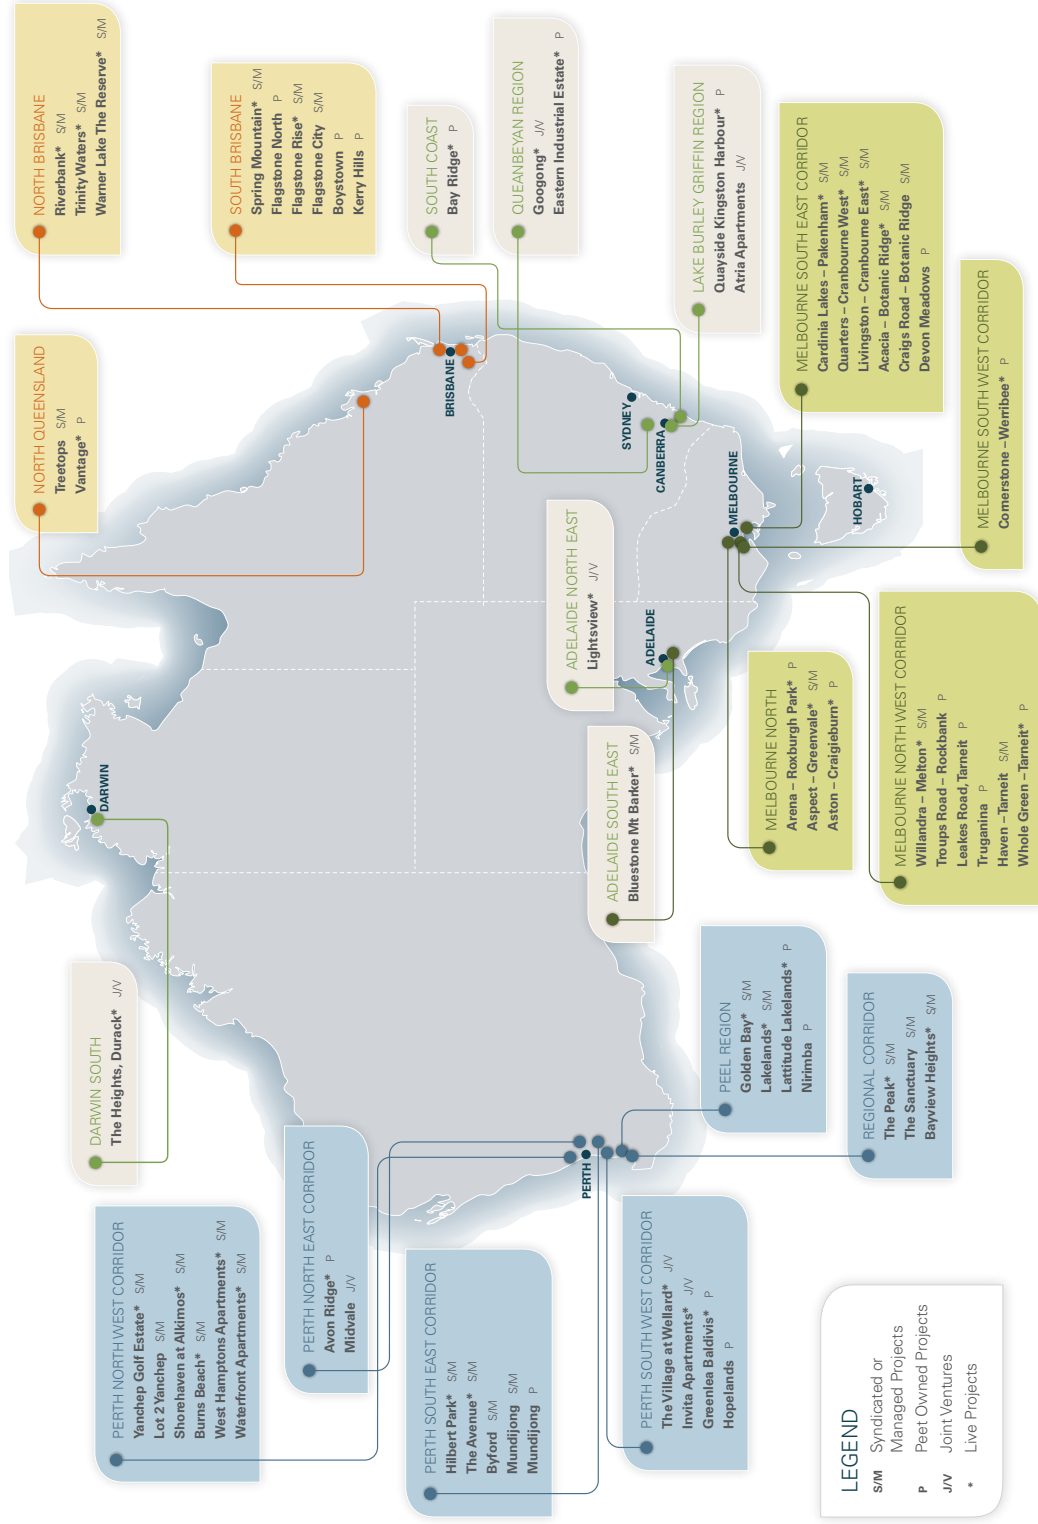 DARWIN SOUTH
The Heights, Durack* J/V
PERTH NORTH WEST CORRIDOR
Yanchep Golf Estate* S/M
Lot 2 Yanchep S/M
Shorehaven at Alkimos* S/M
Burns Beach* S/M
West Hamptons Apartments* S/M
Waterfront Apartments* S/M
PERTH NORTH EAST CORRIDOR
Avon Ridge* P
Midvale J/V
PERTH SOUTH EAST CORRIDOR
Hilbert Park* S/M
The Avenue* S/M
Byford S/M
Mundijong S/M
Mundijong P
PERTH SOUTH WEST CORRIDOR
The Village at Wellard* J/V
Invita Apartments* J/V
Greenlea Baldivis* P
Hopelands P
PEEL REGION
Golden Bay* S/M
Lakelands* S/M
Lattitude Lakelands* P
Nirimba P
REGIONAL CORRIDOR
The Peak* S/M
The Sanctuary S/M
Bayview Heights* S/M
LEGEND
S/M Syndicated or
Managed Projects
P Peet Owned Projects
J/V Joint Ventures
* Live Projects
NORTH QUEENSLAND
Treetops S/M
Vantage* P
NORTH BRISBANE
Riverbank* S/M
Trinity Waters* S/M
Warner Lake The Reserve* S/M
SOUTH BRISBANE
Spring Mountain* S/M
Flagstone North P
Flagstone Rise* S/M
Flagstone City S/M
Boystown P
Kerry Hills P
SOUTH COAST
Bay Ridge* P
QUEANBEYAN REGION
Googong* J/V
Eastern Industrial Estate* P
LAKE BURLEY GRIFFIN REGION
Quayside Kingston Harbour* P
Atria Apartments J/V
ADELAIDE NORTH EAST
Lightsview* J/V
ADELAIDE SOUTH EAST
Bluestone Mt Barker* S/M
MELBOURNE NORTH
Arena – Roxburgh Park* P
Aspect – Greenvale* S/M
Aston – Craigieburn* P
MELBOURNE NORTH WEST CORRIDOR
Willandra – Melton* S/M
Troups Road – Rockbank P
Leakes Road, Tarneit P
Truganina P
Haven – Tarneit S/M
Whole Green – Tarneit* P
MELBOURNE SOUTH EAST CORRIDOR
Cardinia Lakes – Pakenham* S/M
Quarters – Cranbourne West* S/M
Livingston – Cranbourne East* S/M
Acacia – Botanic Ridge* S/M
Craigs Road – Botanic Ridge S/M
Devon Meadows P
MELBOURNE SOUTH WEST CORRIDOR
Cornerstone – Werribee* P
DARWIN
BRISBANE
SYDNEY
CANBERRA
MELBOURNE
HOBART
ADELAIDE
PERTH